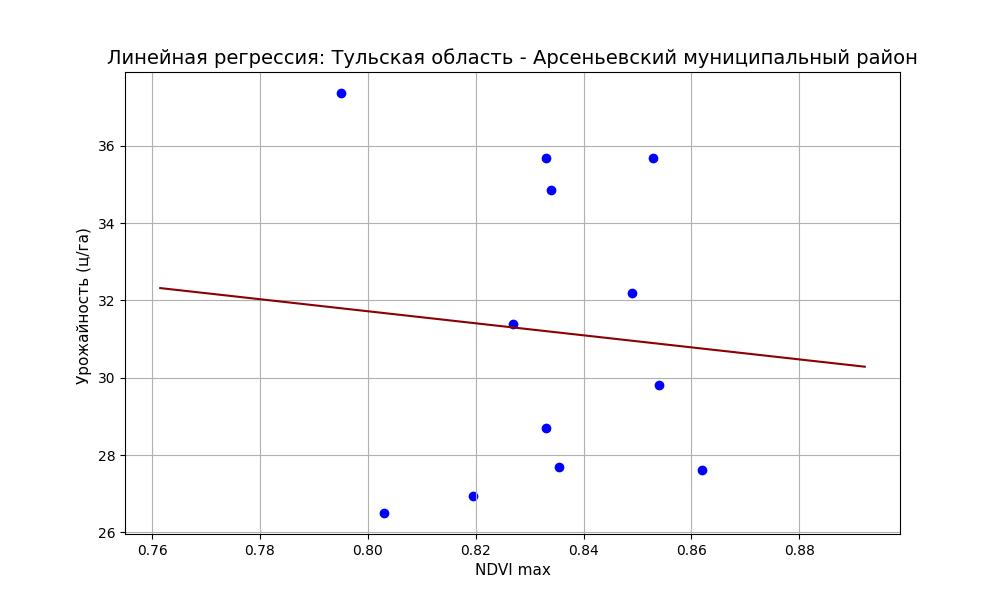 Линейная регрессия: Тульская область - Арсеньевский муниципальный район
Урожайность (ц/га)
36
34
32
30
28
26
0.76 0.78 0.80 0.82 0.84 0.86 0.88
NDVI max